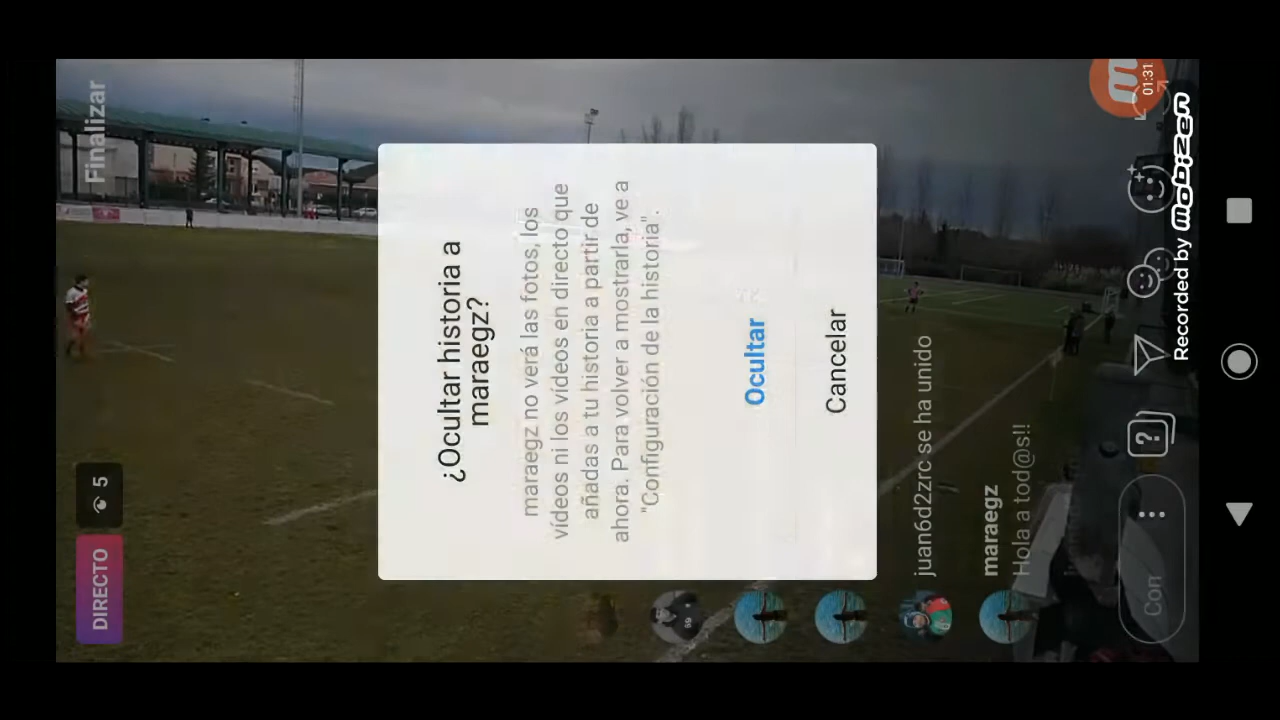 DIRECTO
5
Finalizar
¿Ocultar historia a
maraegz?
maraegz no verá las fotos, los
vídeos ni los vídeos en directo que
añadas a tu historia a partir de
ahora. Para volver a mostrarla, ve a
"Configuración de la historia".
Ocultar
Cancelar
juan6d2zrc se ha unido
maraegz
Hola a tod@s!!
Con
?
01:31
Recorded by mobizen